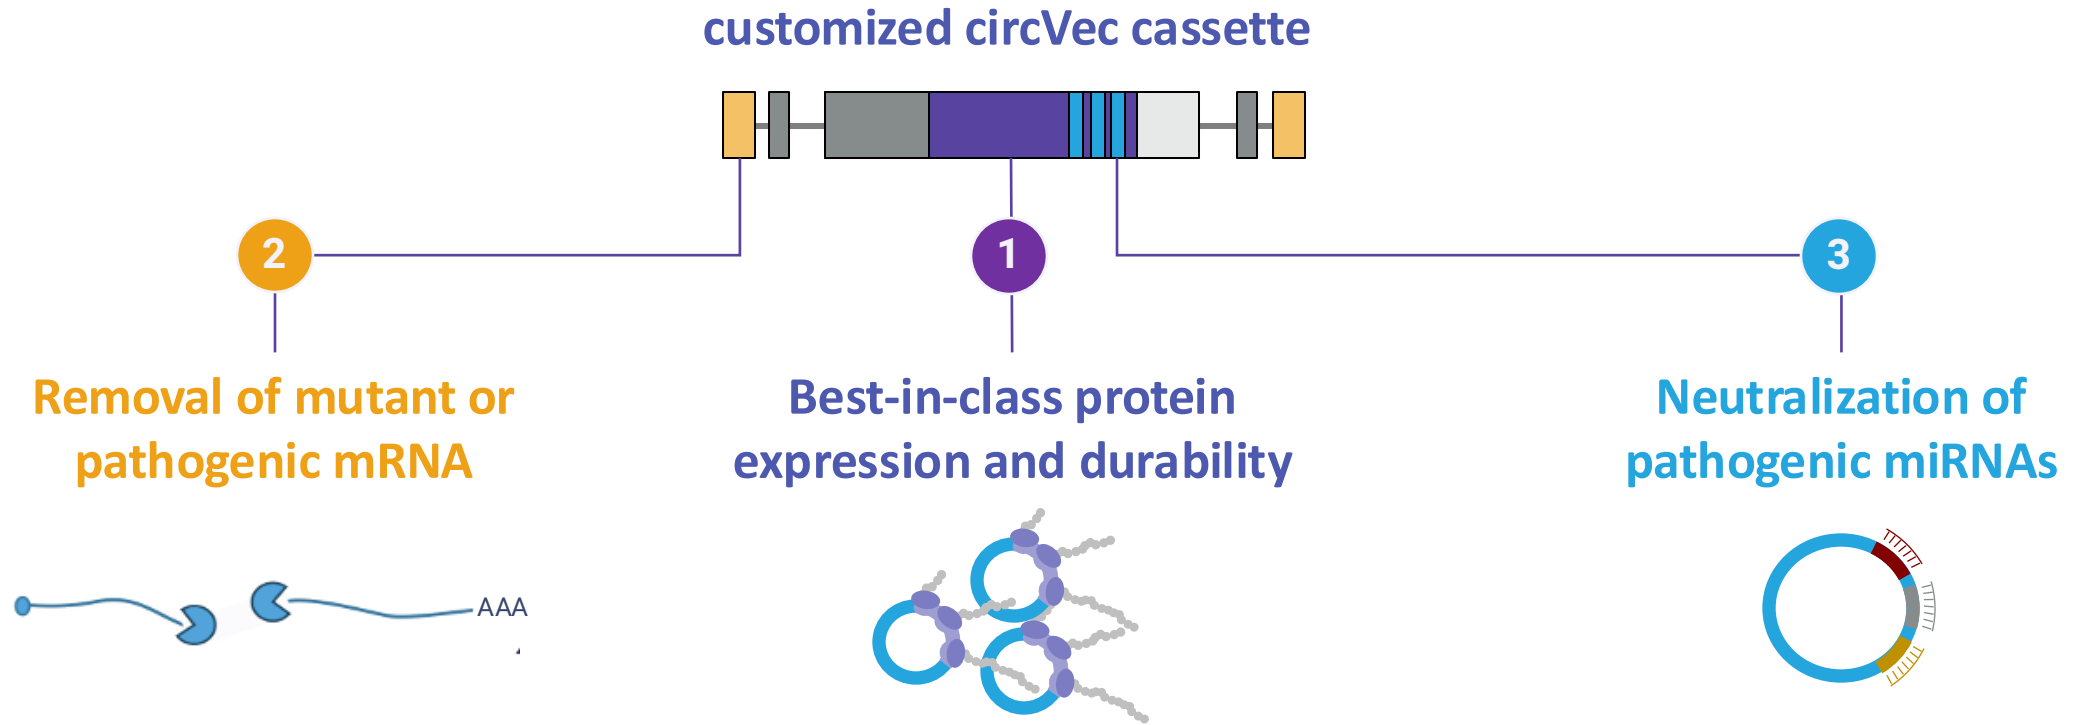 customized circVec cassette
2
1
3
Removal of mutant or
pathogenic mRNA
Best-in-class protein
expression and durability
Neutralization of
pathogenic miRNAs
AAA